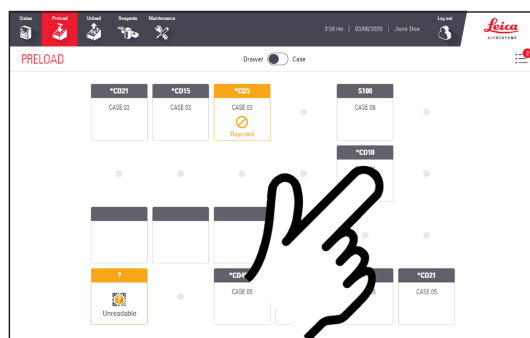 Status Preload Unload Reagents Maintenance
3:58 PM | 03/08/2020 | Jane Doe
Log out
Leica
BIOSYSTEMS
PRELOAD
Drawer Case
*CD21 *CD15 *CD5 S100
CASE 03 CASE 03 CASE 03 CASE 06
Rejected
*CD10
?
*CD21
CASE 05 CASE 05
Unreadable